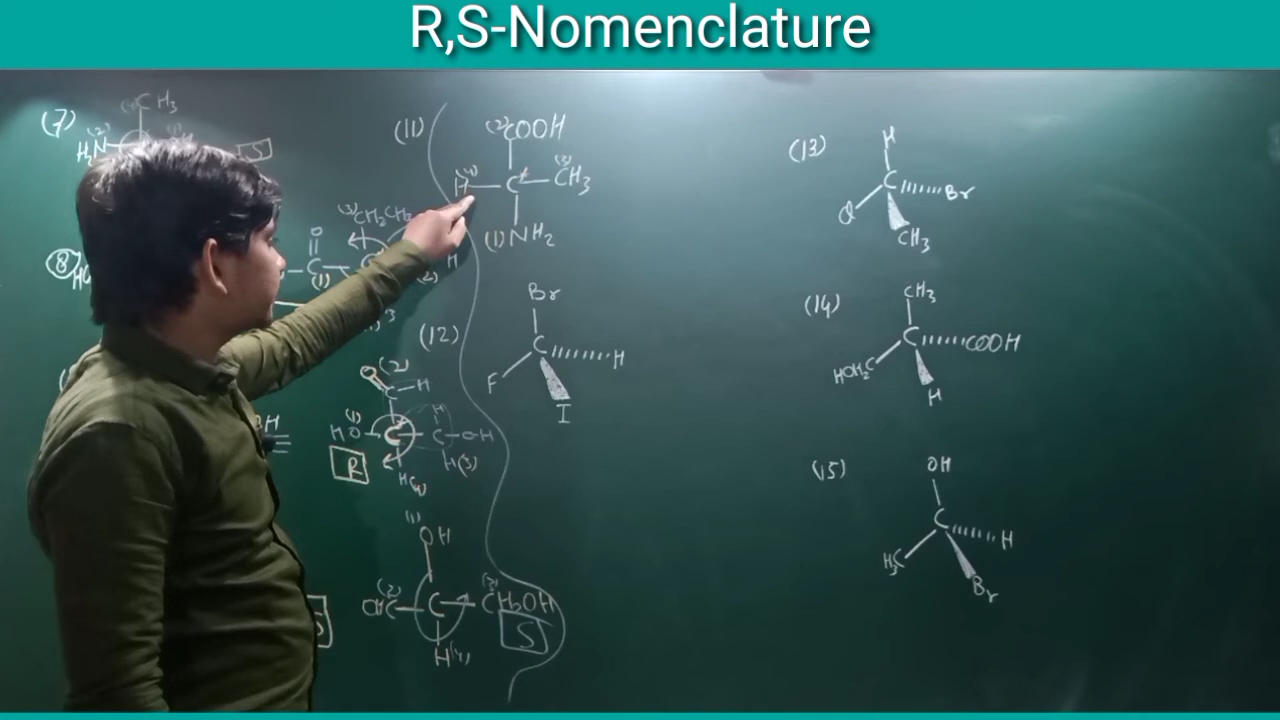 R,S-Nomenclature
(7)
(4) CH3
(2)
H2N
(1)
S
(8)
(3) CH2CH3
O
C
(1)
(2)
H
(11)
(2) COOH
(4) H C (3) CH3
(1) NH2
(12)
Br
C H
F
I
O (2)
C H
(1) H
HO C C OH
R
H (3)
H (4)
(1)
OH
(2) (3)
OHC C CH2OH
S
H (4)
(13)
H
C Br
Cl
CH3
(14)
CH3
C COOH
HOH2C
H
(15)
OH
C H
H3C
Br